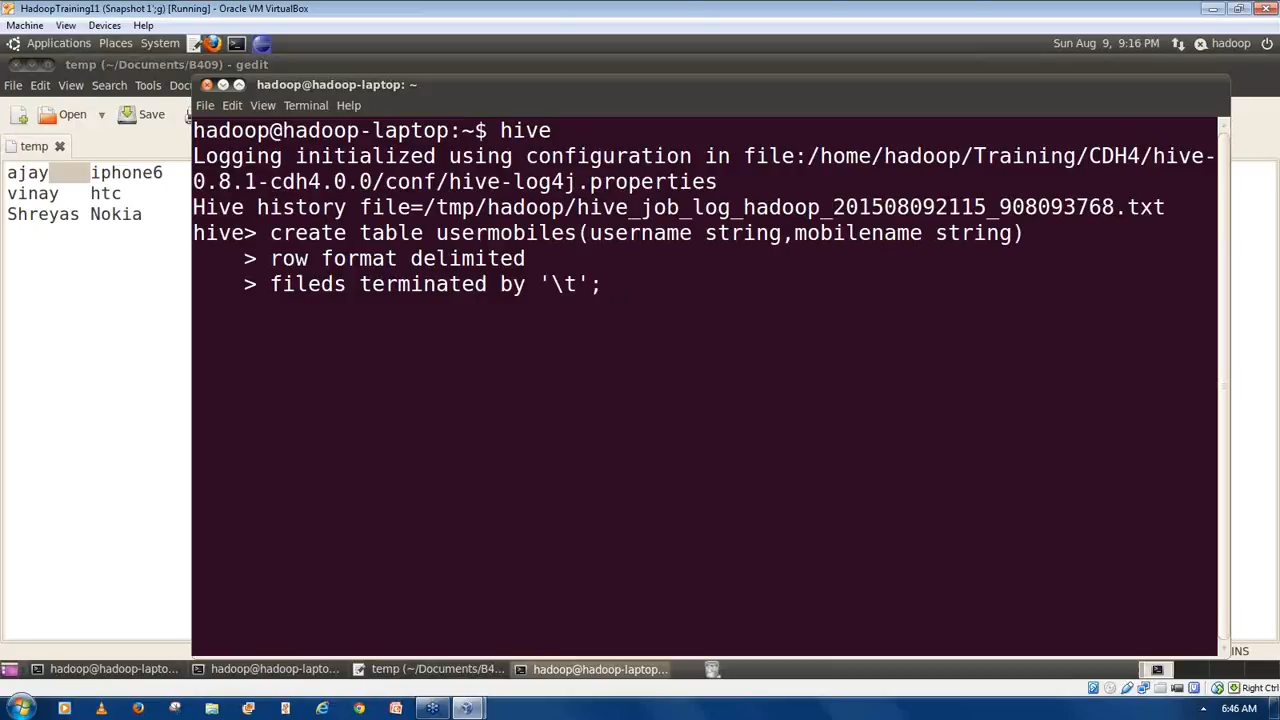 HadoopTraining11 (Snapshot 1';g) [Running] - Oracle VM VirtualBox
Machine View Devices Help
Applications Places System
Sun Aug 9, 9:16 PM hadoop
temp (~/Documents/B409) - gedit
File Edit View Search Tools Doc
Open Save
temp
ajay iphone6
vinay htc
Shreyas Nokia
hadoop@hadoop-laptop: ~
File Edit View Terminal Help
hadoop@hadoop-laptop:~$ hive
Logging initialized using configuration in file:/home/hadoop/Training/CDH4/hive-
0.8.1-cdh4.0.0/conf/hive-log4j.properties
Hive history file=/tmp/hadoop/hive_job_log_hadoop_201508092115_908093768.txt
hive> create table usermobiles(username string,mobilename string)
> row format delimited
> fileds terminated by '\t';
INS
hadoop@hadoop-lapto... hadoop@hadoop-lapto... temp (~/Documents/B4... hadoop@hadoop-laptop...
Right Ctrl
6:46 AM